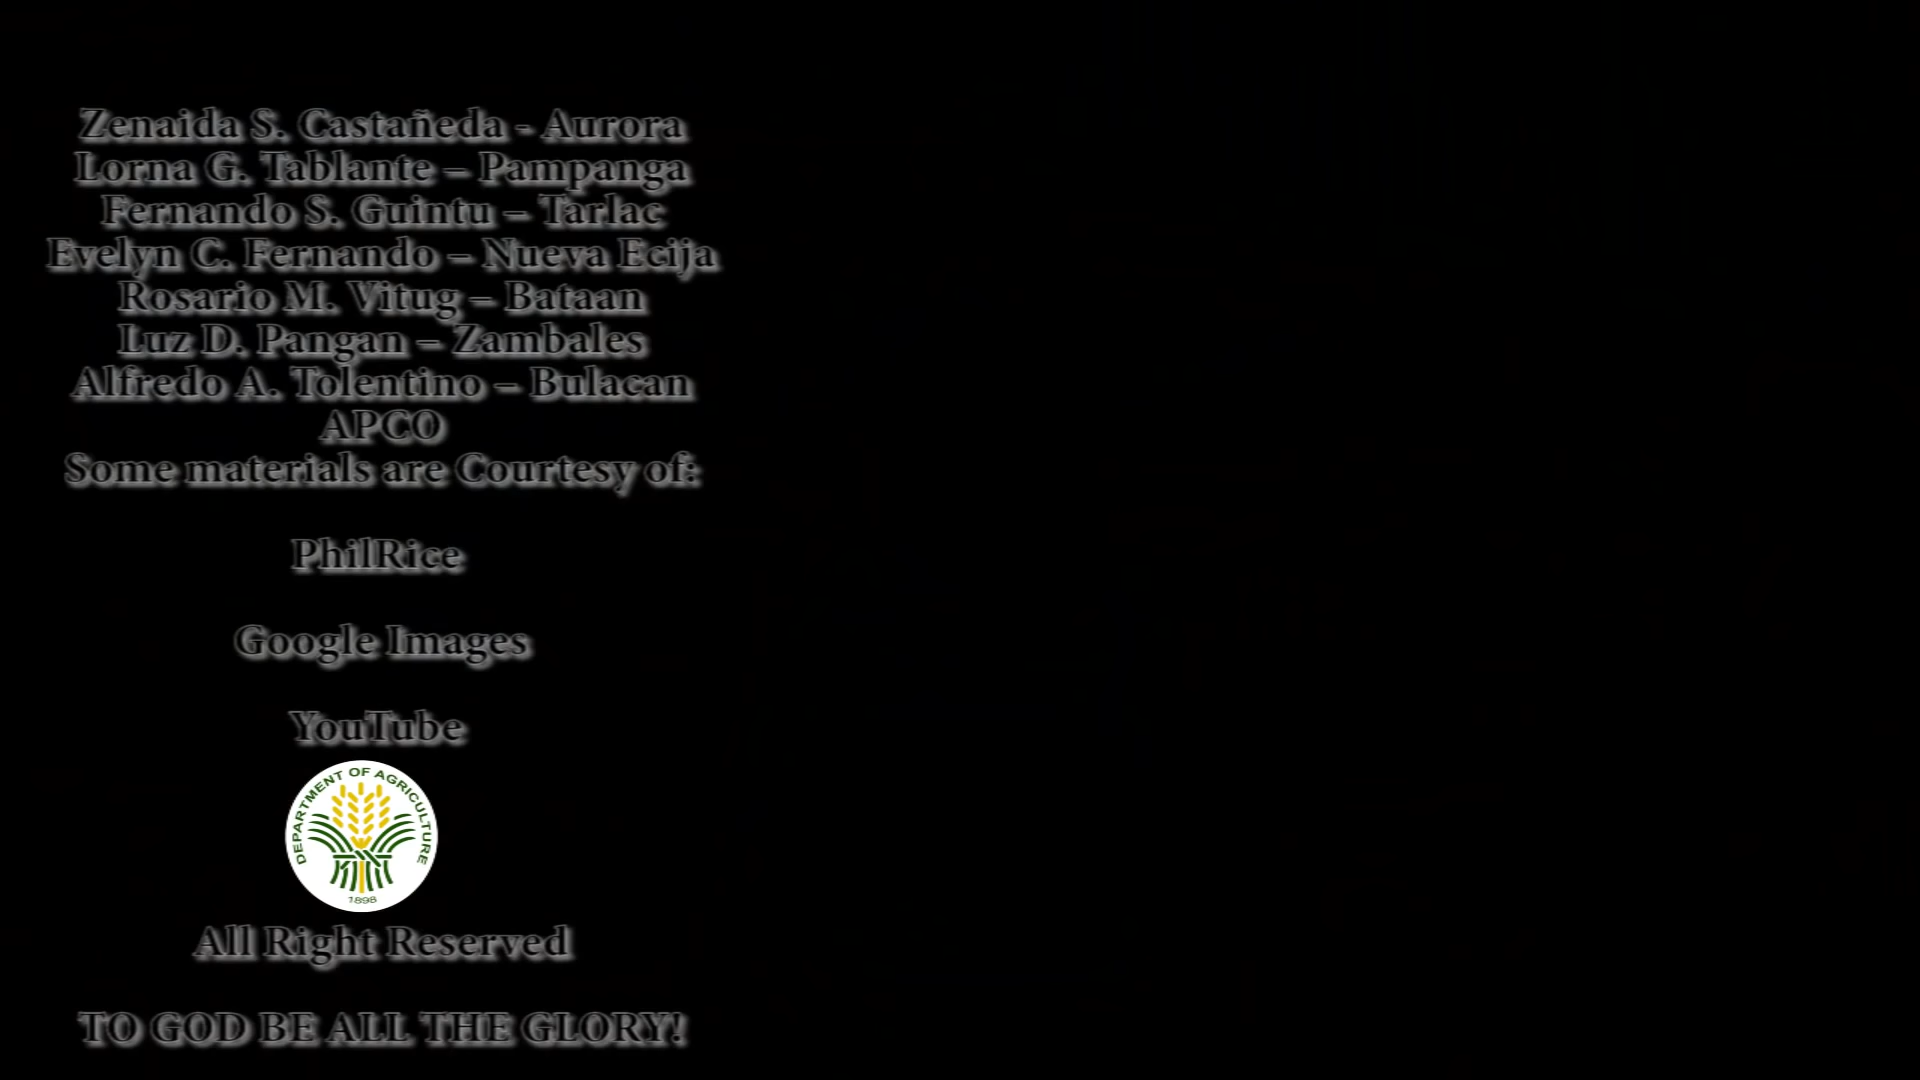 Zenaida S. Castañeda - Aurora
Lorna G. Tablante – Pampanga
Fernando S. Guintu – Tarlac
Evelyn C. Fernando – Nueva Ecija
Rosario M. Vitug – Bataan
Luz D. Pangan – Zambales
Alfredo A. Tolentino – Bulacan
APCO
Some materials are Courtesy of:
PhilRice
Google Images
YouTube
DEPARTMENT OF AGRICULTURE
1898
All Right Reserved
TO GOD BE ALL THE GLORY!